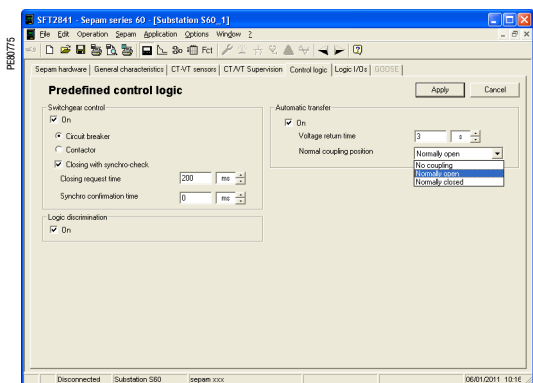 PE80775
SFT2841 - Sepam series 60 - [Substation S60_1]
File Edit Operation Sepam Application Options Window ?
Fct
Sepam hardware General characteristics CT-VT sensors CT/VT Supervision Control logic Logic I/Os GOOSE
Predefined control logic
Apply Cancel
Switchgear control
On
Circuit breaker
Contactor
Closing with synchro-check
Closing request time 200 ms
Synchro confirmation time 0 ms
Logic discrimination
On
Automatic transfer
On
Voltage return time 3 s
Normal coupling position Normally open
No coupling
Normally open
Normally closed
Disconnected Substation S60 sepam xxx 06/01/2011 10:16